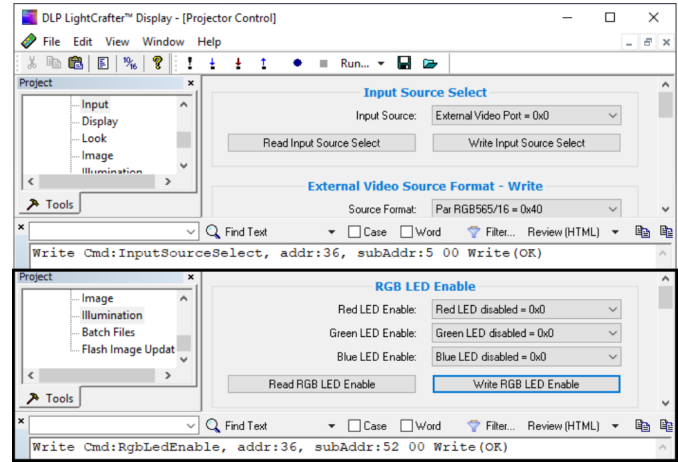 DLP LightCrafter™ Display - [Projector Control]
File Edit View Window Help
Run...
Project
Input
Display
Look
Image
Illumination
Tools
Input Source Select
Input Source: External Video Port = 0x0
Read Input Source Select Write Input Source Select
External Video Source Format - Write
Source Format: Par RGB565/16 = 0x40
Find Text Case Word Filter... Review (HTML)
Write Cmd:InputSourceSelect, addr:36, subAddr:5 00 Write(OK)
Project
Image
Illumination
Batch Files
Flash Image Updat
Tools
RGB LED Enable
Red LED Enable: Red LED disabled = 0x0
Green LED Enable: Green LED disabled = 0x0
Blue LED Enable: Blue LED disabled = 0x0
Read RGB LED Enable Write RGB LED Enable
Find Text Case Word Filter... Review (HTML)
Write Cmd:RgbLedEnable, addr:36, subAddr:52 00 Write(OK)